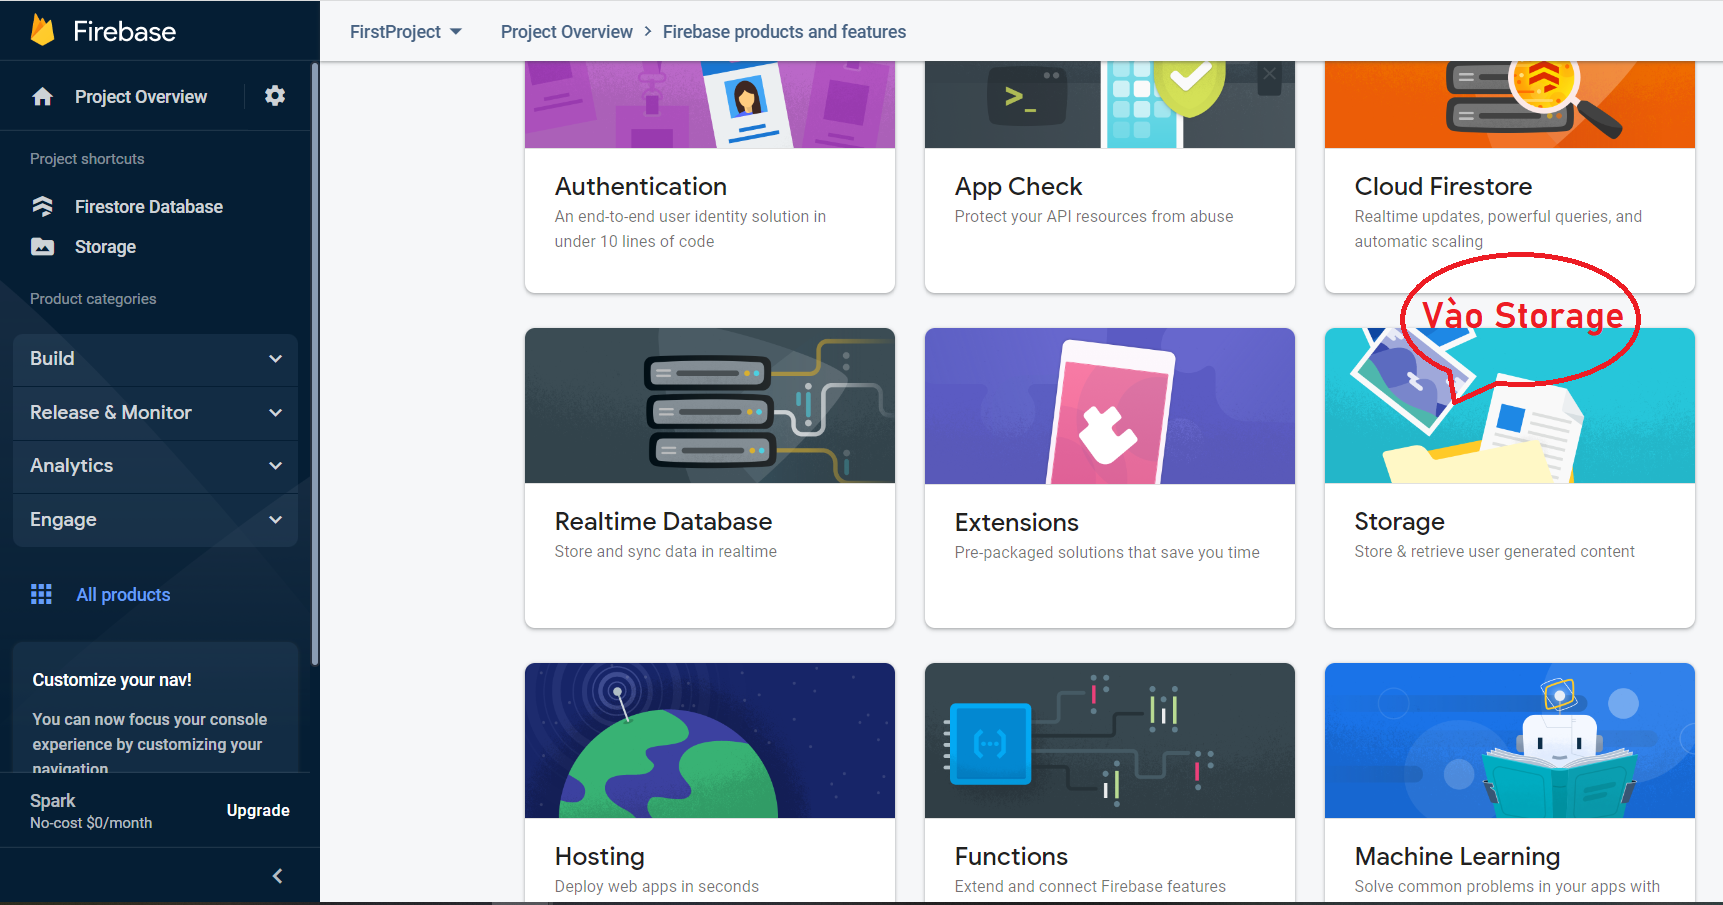 Firebase
FirstProject
Project Overview > Firebase products and features
Project Overview
Project shortcuts
Firestore Database
Storage
Product categories
Build
Release & Monitor
Analytics
Engage
All products
Customize your nav!
You can now focus your console
experience by customizing your
navigation
Spark
No-cost $0/month
Upgrade
>_
Authentication
An end-to-end user identity solution in
under 10 lines of code
App Check
Protect your API resources from abuse
Cloud Firestore
Realtime updates, powerful queries, and
automatic scaling
Vào Storage
Realtime Database
Store and sync data in realtime
Extensions
Pre-packaged solutions that save you time
Storage
Store & retrieve user generated content
Hosting
Deploy web apps in seconds
Functions
Extend and connect Firebase features
Machine Learning
Solve common problems in your apps with